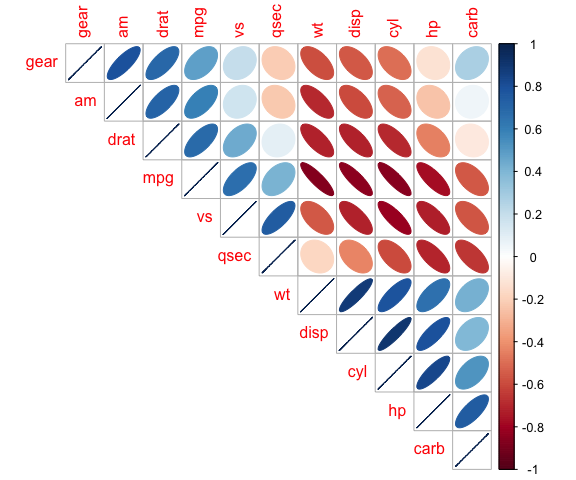 gear am drat mpg vs qsec wt disp cyl hp carb
gear
am
drat
mpg
vs
qsec
wt
disp
cyl
hp
carb
1
0.8
0.6
0.4
0.2
0
-0.2
-0.4
-0.6
-0.8
-1